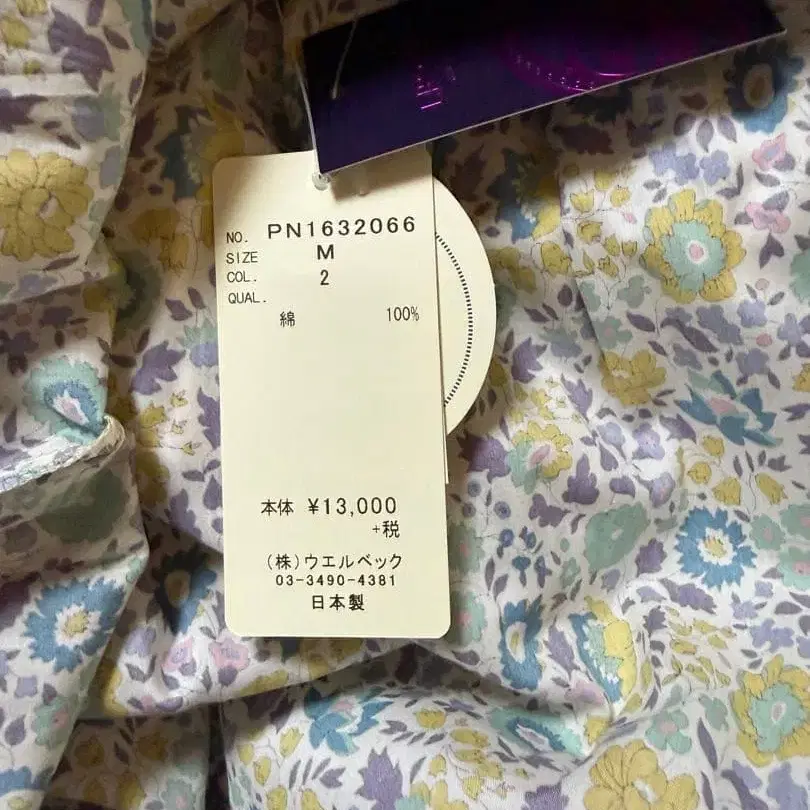 NO. PN1632066
SIZE M
COL. 2
QUAL.
綿 100%
本体 ¥13,000
+税
(株)ウエルベック
03-3490-4381
日本製